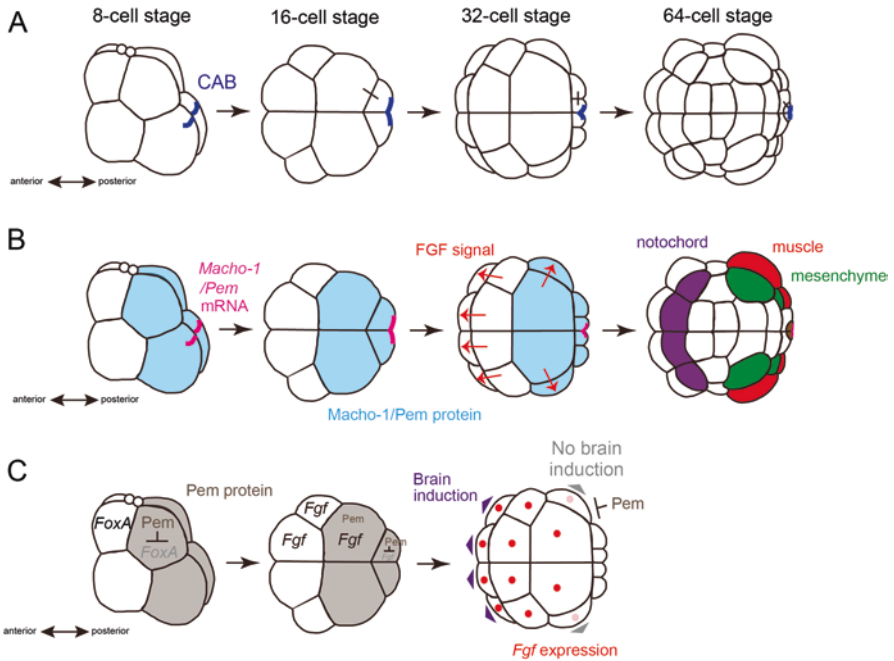 A
8-cell stage
16-cell stage
32-cell stage
64-cell stage
CAB
anterior
posterior
B
Macho-1
/Pem
mRNA
FGF signal
notochord
muscle
mesenchyme
anterior
posterior
Macho-1/Pem protein
C
Pem protein
Brain
induction
No brain
induction
FoxA
Pem
FoxA
Fgf
Fgf
Pem
Fgf
Pem
Pem
anterior
posterior
Fgf expression